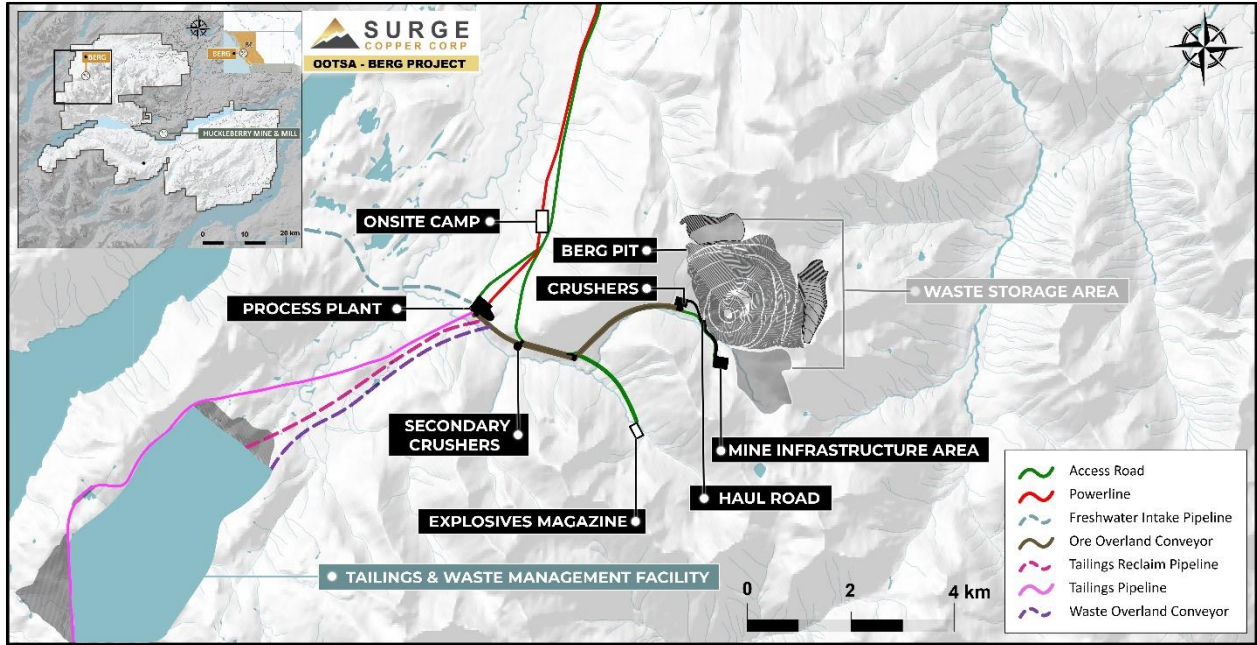 SURGE
COPPER CORP
OOTSA - BERG PROJECT
BERG
BERG
HUCKLEBERRY MINE & MILL
0 10 20 km
ONSITE CAMP
BERG PIT
CRUSHERS
WASTE STORAGE AREA
PROCESS PLANT
SECONDARY
CRUSHERS
MINE INFRASTRUCTURE AREA
HAUL ROAD
EXPLOSIVES MAGAZINE
TAILINGS & WASTE MANAGEMENT FACILITY
0 2 4 km
Access Road
Powerline
Freshwater Intake Pipeline
Ore Overland Conveyor
Tailings Reclaim Pipeline
Tailings Pipeline
Waste Overland Conveyor